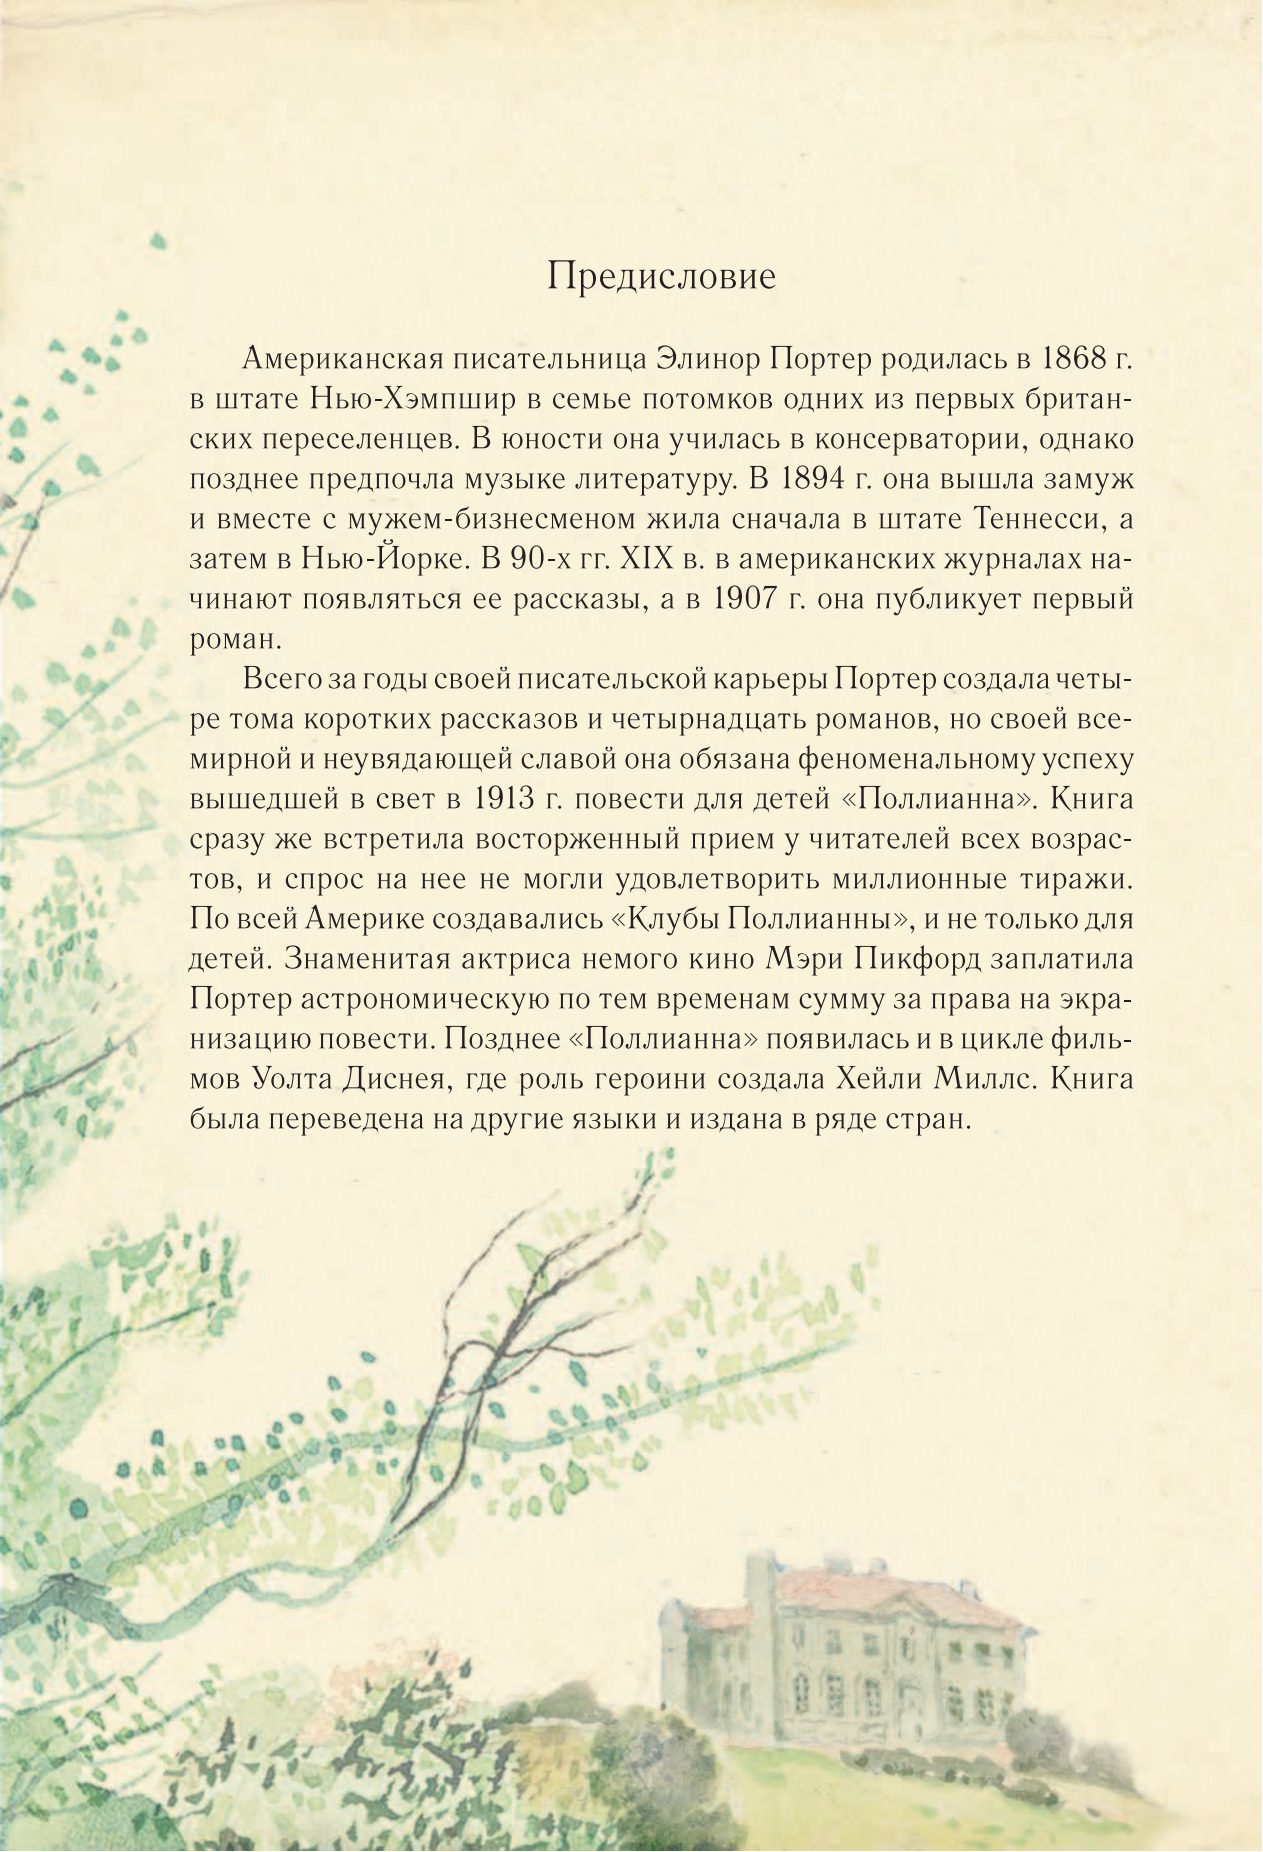 Предисловие
Американская писательница Элинор Портер родилась в 1868 г.
в штате Нью-Хэмпшир в семье потомков одних из первых британ-
ских переселенцев. В юности она училась в консерватории, однако
позднее предпочла музыке литературу. В 1894 г. она вышла замуж
и вместе с мужем-бизнесменом жила сначала в штате Теннесси, а
затем в Нью-Йорке. В 90-х гг. XIX в. в американских журналах на-
чинают появляться ее рассказы, а в 1907 г. она публикует первый
роман.
Всего за годы своей писательской карьеры Портер создала четы-
ре тома коротких рассказов и четырнадцать романов, но своей все-
мирной и неувядающей славой она обязана феноменальному успеху
вышедшей в свет в 1913 г. повести для детей «Поллианна». Книга
сразу же встретила восторженный прием у читателей всех возрас-
тов, и спрос на нее не могли удовлетворить миллионные тиражи.
По всей Америке создавались «Клубы Поллианны», и не только для
детей. Знаменитая актриса немого кино Мэри Пикфорд заплатила
Портер астрономическую по тем временам сумму за права на экра-
низацию повести. Позднее «Поллианна» появилась и в цикле филь-
мов Уолта Диснея, где роль героини создала Хейли Миллс. Книга
была переведена на другие языки и издана в ряде стран.